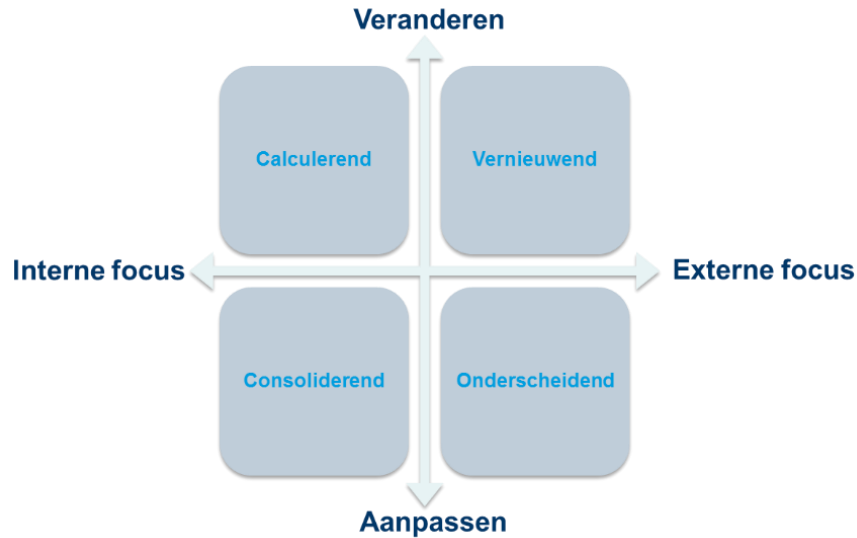 Veranderen
Calculerend
Vernieuwend
Interne focus
Externe focus
Consoliderend
Onderscheidend
Aanpassen